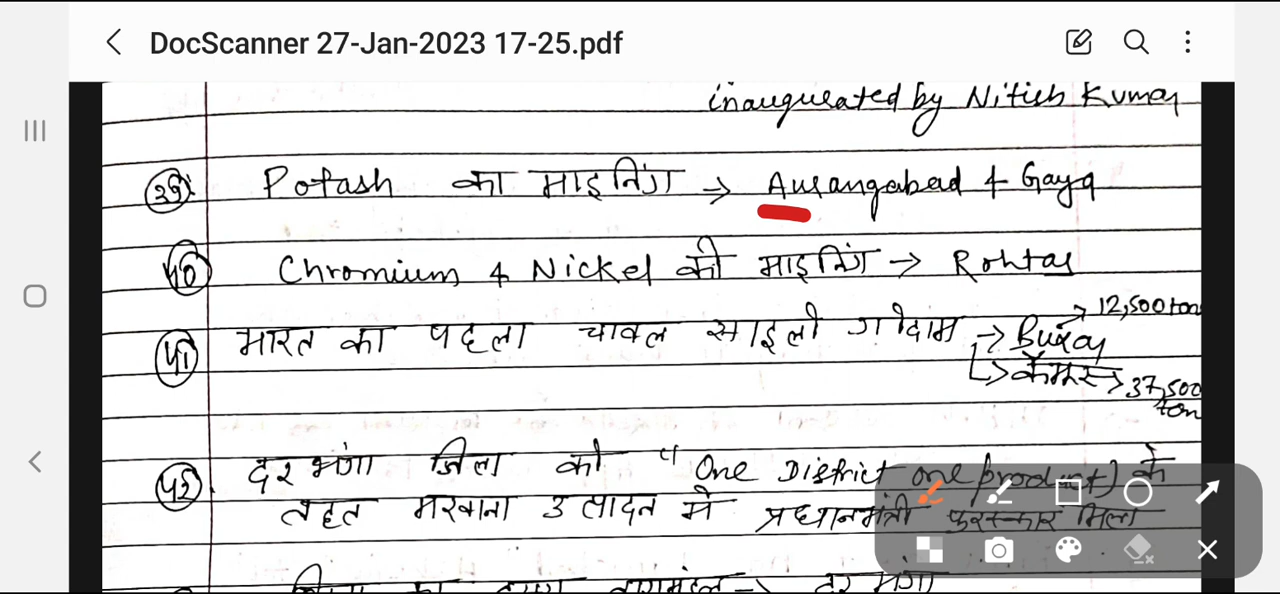 DocScanner 27-Jan-2023 17-25.pdf
inaugurated by Nitish Kumar
39 Potash का माइनिंग → Aurangabad & Gaya
40 Chromium & Nickel की माइनिंग → Rohtas
41 भारत का पहला चावल साइलो गोदाम → Buxar → 12,500 ton
↳ कैमूर → 37,500 ton
42 दरभंगा जिला को "One District one product) के
तहत मखाना उत्पादन में प्रधानमंत्री पुरस्कार मिला